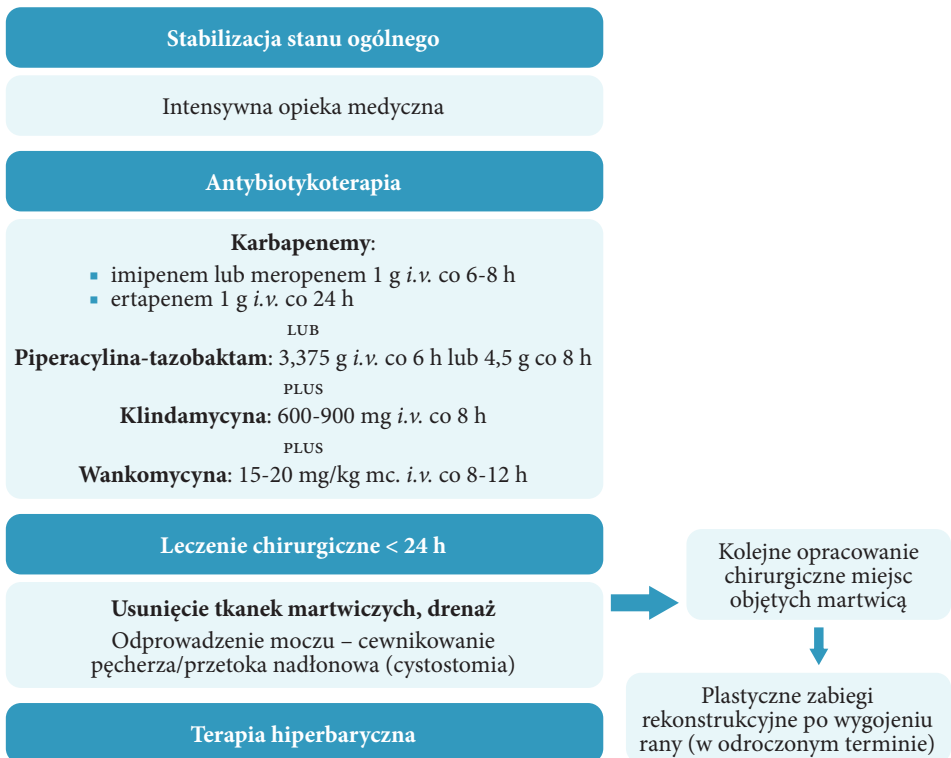 Stabilizacja stanu ogólnego
Intensywna opieka medyczna
Antybiotykoterapia
Karbapenemy:
▪ imipenem lub meropenem 1 g i.v. co 6-8 h
▪ ertapenem 1 g i.v. co 24 h
LUB
Piperacylina-tazobaktam: 3,375 g i.v. co 6 h lub 4,5 g co 8 h
PLUS
Klindamycyna: 600-900 mg i.v. co 8 h
PLUS
Wankomycyna: 15-20 mg/kg mc. i.v. co 8-12 h
Leczenie chirurgiczne < 24 h
Usunięcie tkanek martwiczych, drenaż
Odprowadzenie moczu – cewnikowanie
pęcherza/przetoka nadłonowa (cystostomia)
Terapia hiperbaryczna
Kolejne opracowanie
chirurgiczne miejsc
objętych martwicą
Plastyczne zabiegi
rekonstrukcyjne po wygojeniu
rany (w odroczonym terminie)